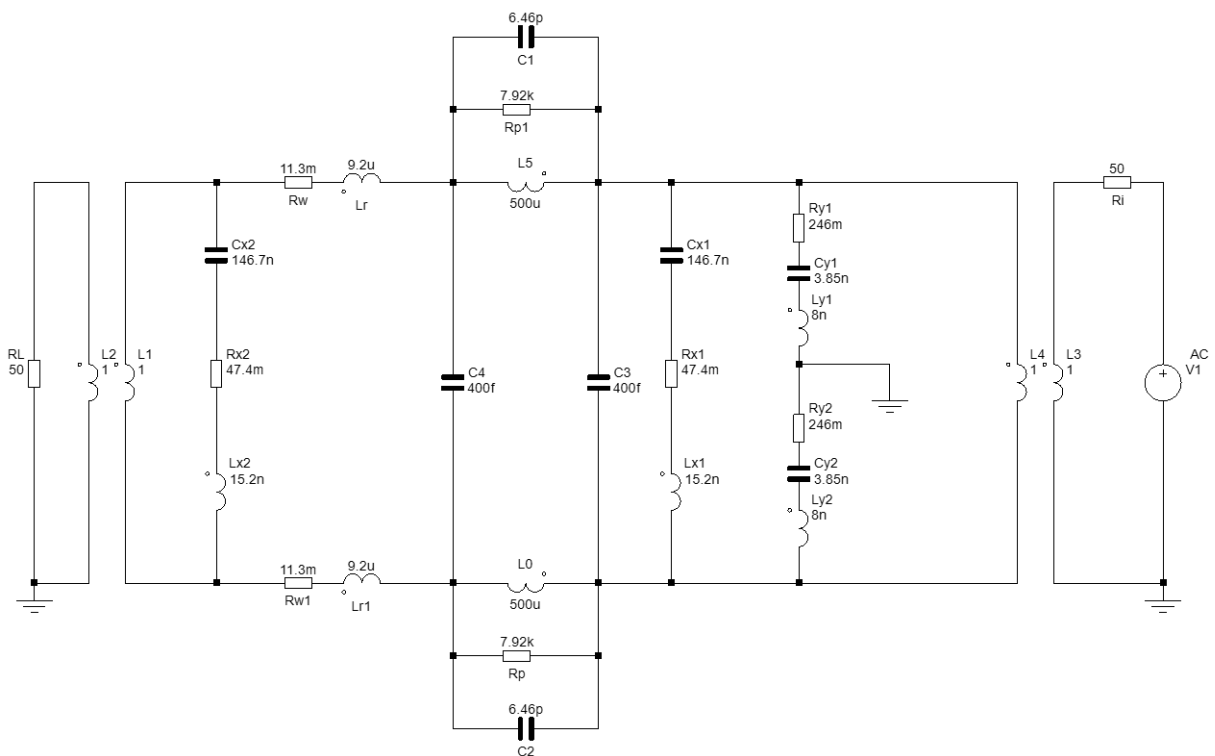 6.46p
C1
7.92k
Rp1
11.3m
Rw
9.2u
Lr
L5
500u
50
Ri
Cx2
146.7n
Cx1
146.7n
Ry1
246m
Cy1
3.85n
Ly1
8n
RL
50
L2
1
L1
1
Rx2
47.4m
C4
400f
C3
400f
Rx1
47.4m
L4
1
L3
1
AC
V1
Ry2
246m
Cy2
3.85n
Ly2
8n
Lx2
15.2n
Lx1
15.2n
11.3m
Rw1
9.2u
Lr1
L0
500u
7.92k
Rp
6.46p
C2